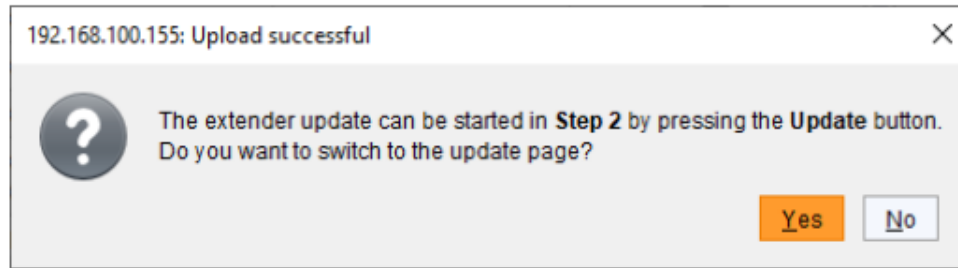 192.168.100.155: Upload successful
The extender update can be started in Step 2 by pressing the Update button.
Do you want to switch to the update page?
Yes No